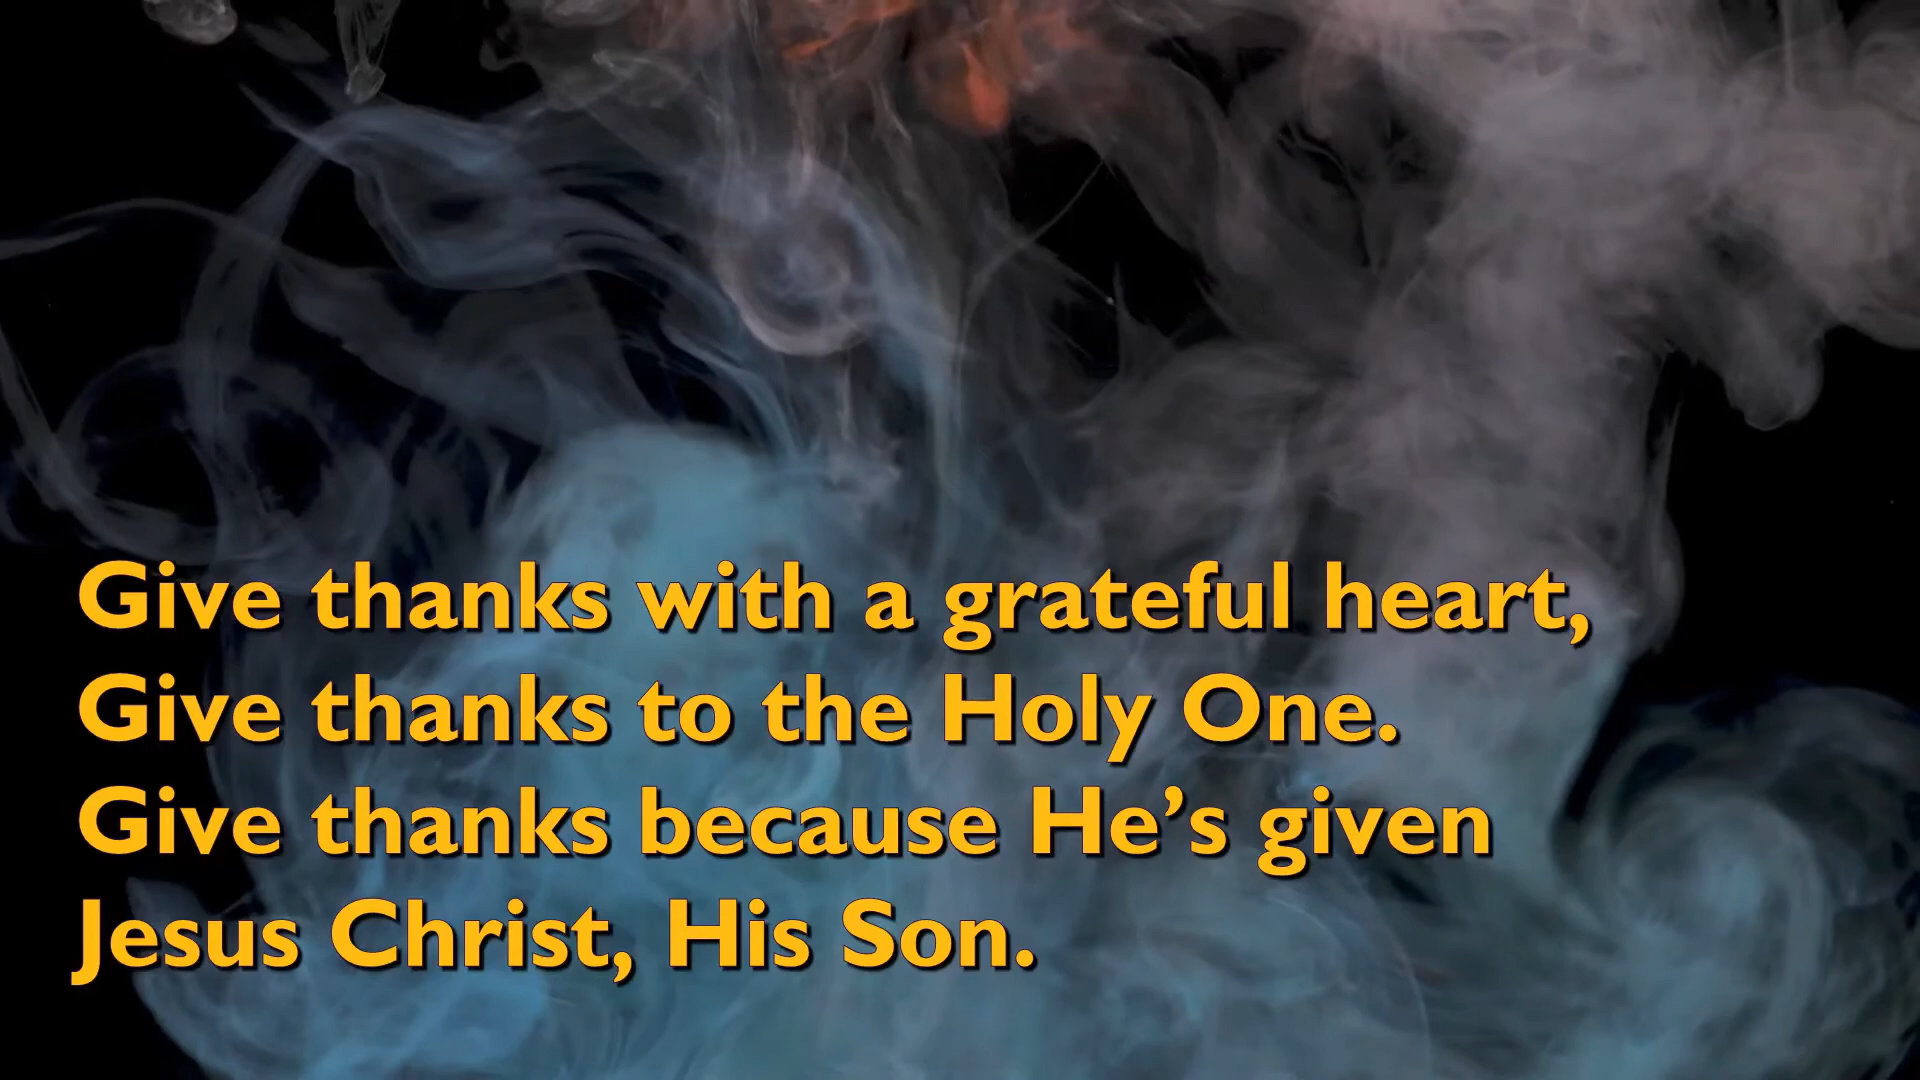 Give thanks with a grateful heart,
Give thanks to the Holy One.
Give thanks because He’s given
Jesus Christ, His Son.